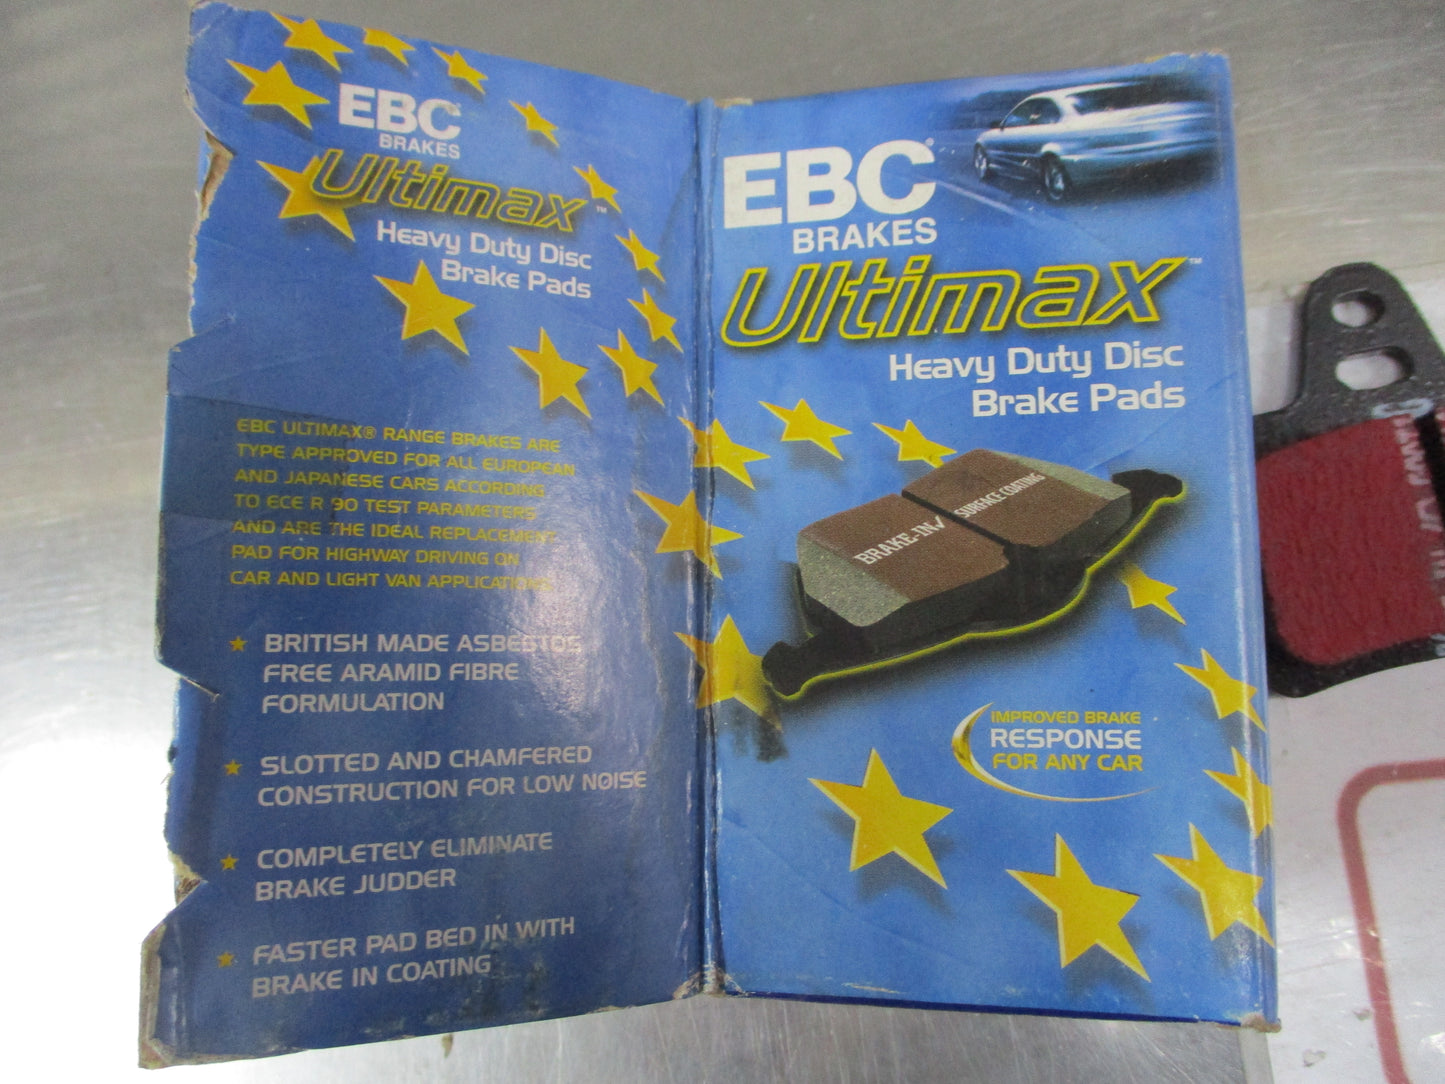 EBC®
BRAKES
Ultimax™
Heavy Duty Disc
Brake Pads
EBC ULTIMAX® RANGE BRAKES ARE
TYPE APPROVED FOR ALL EUROPEAN
AND JAPANESE CARS ACCORDING
TO ECE R 90 TEST PARAMETERS
AND ARE THE IDEAL REPLACEMENT
PAD FOR HIGHWAY DRIVING ON
CAR AND LIGHT VAN APPLICATIONS
BRITISH MADE ASBESTOS
FREE ARAMID FIBRE
FORMULATION
SLOTTED AND CHAMFERED
CONSTRUCTION FOR LOW NOISE
COMPLETELY ELIMINATE
BRAKE JUDDER
FASTER PAD BED IN WITH
BRAKE IN COATING
EBC®
BRAKES
Ultimax™
Heavy Duty Disc
Brake Pads
BRAKE-IN
SURFACE COATING
IMPROVED BRAKE
RESPONSE
FOR ANY CAR